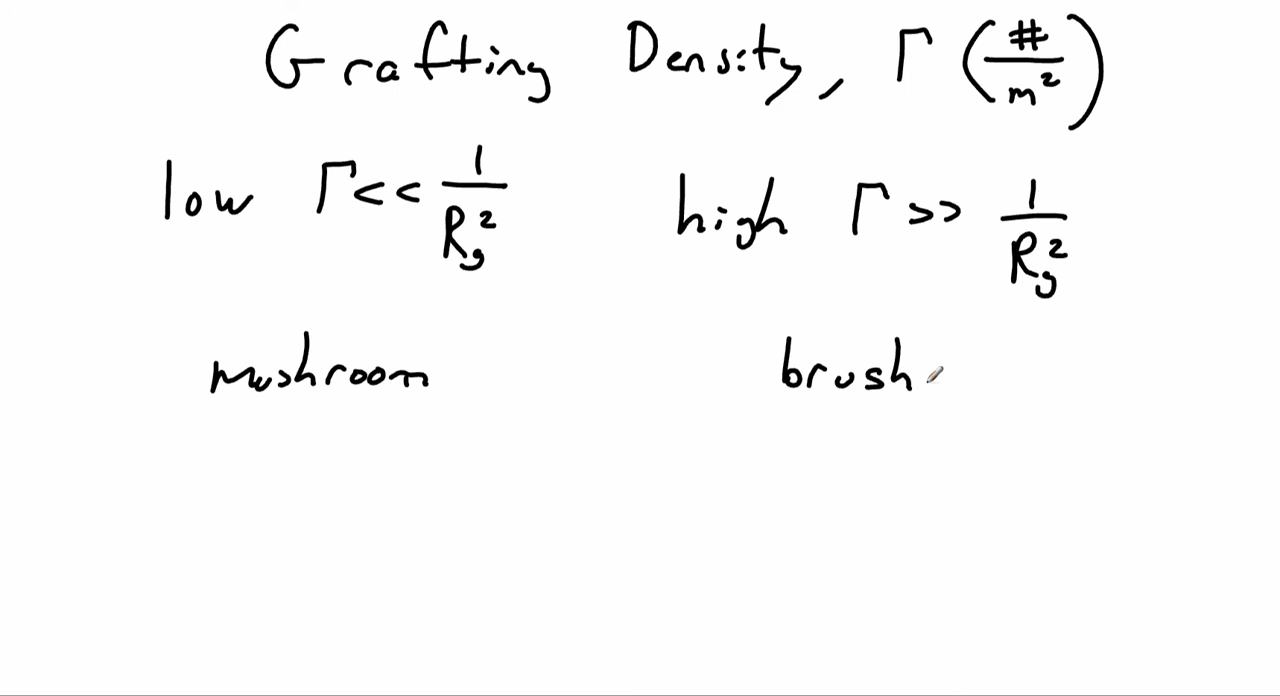 Grafting Density, Γ (#/m²)
low Γ << 1/Rg² high Γ >> 1/Rg²
mushroom brush